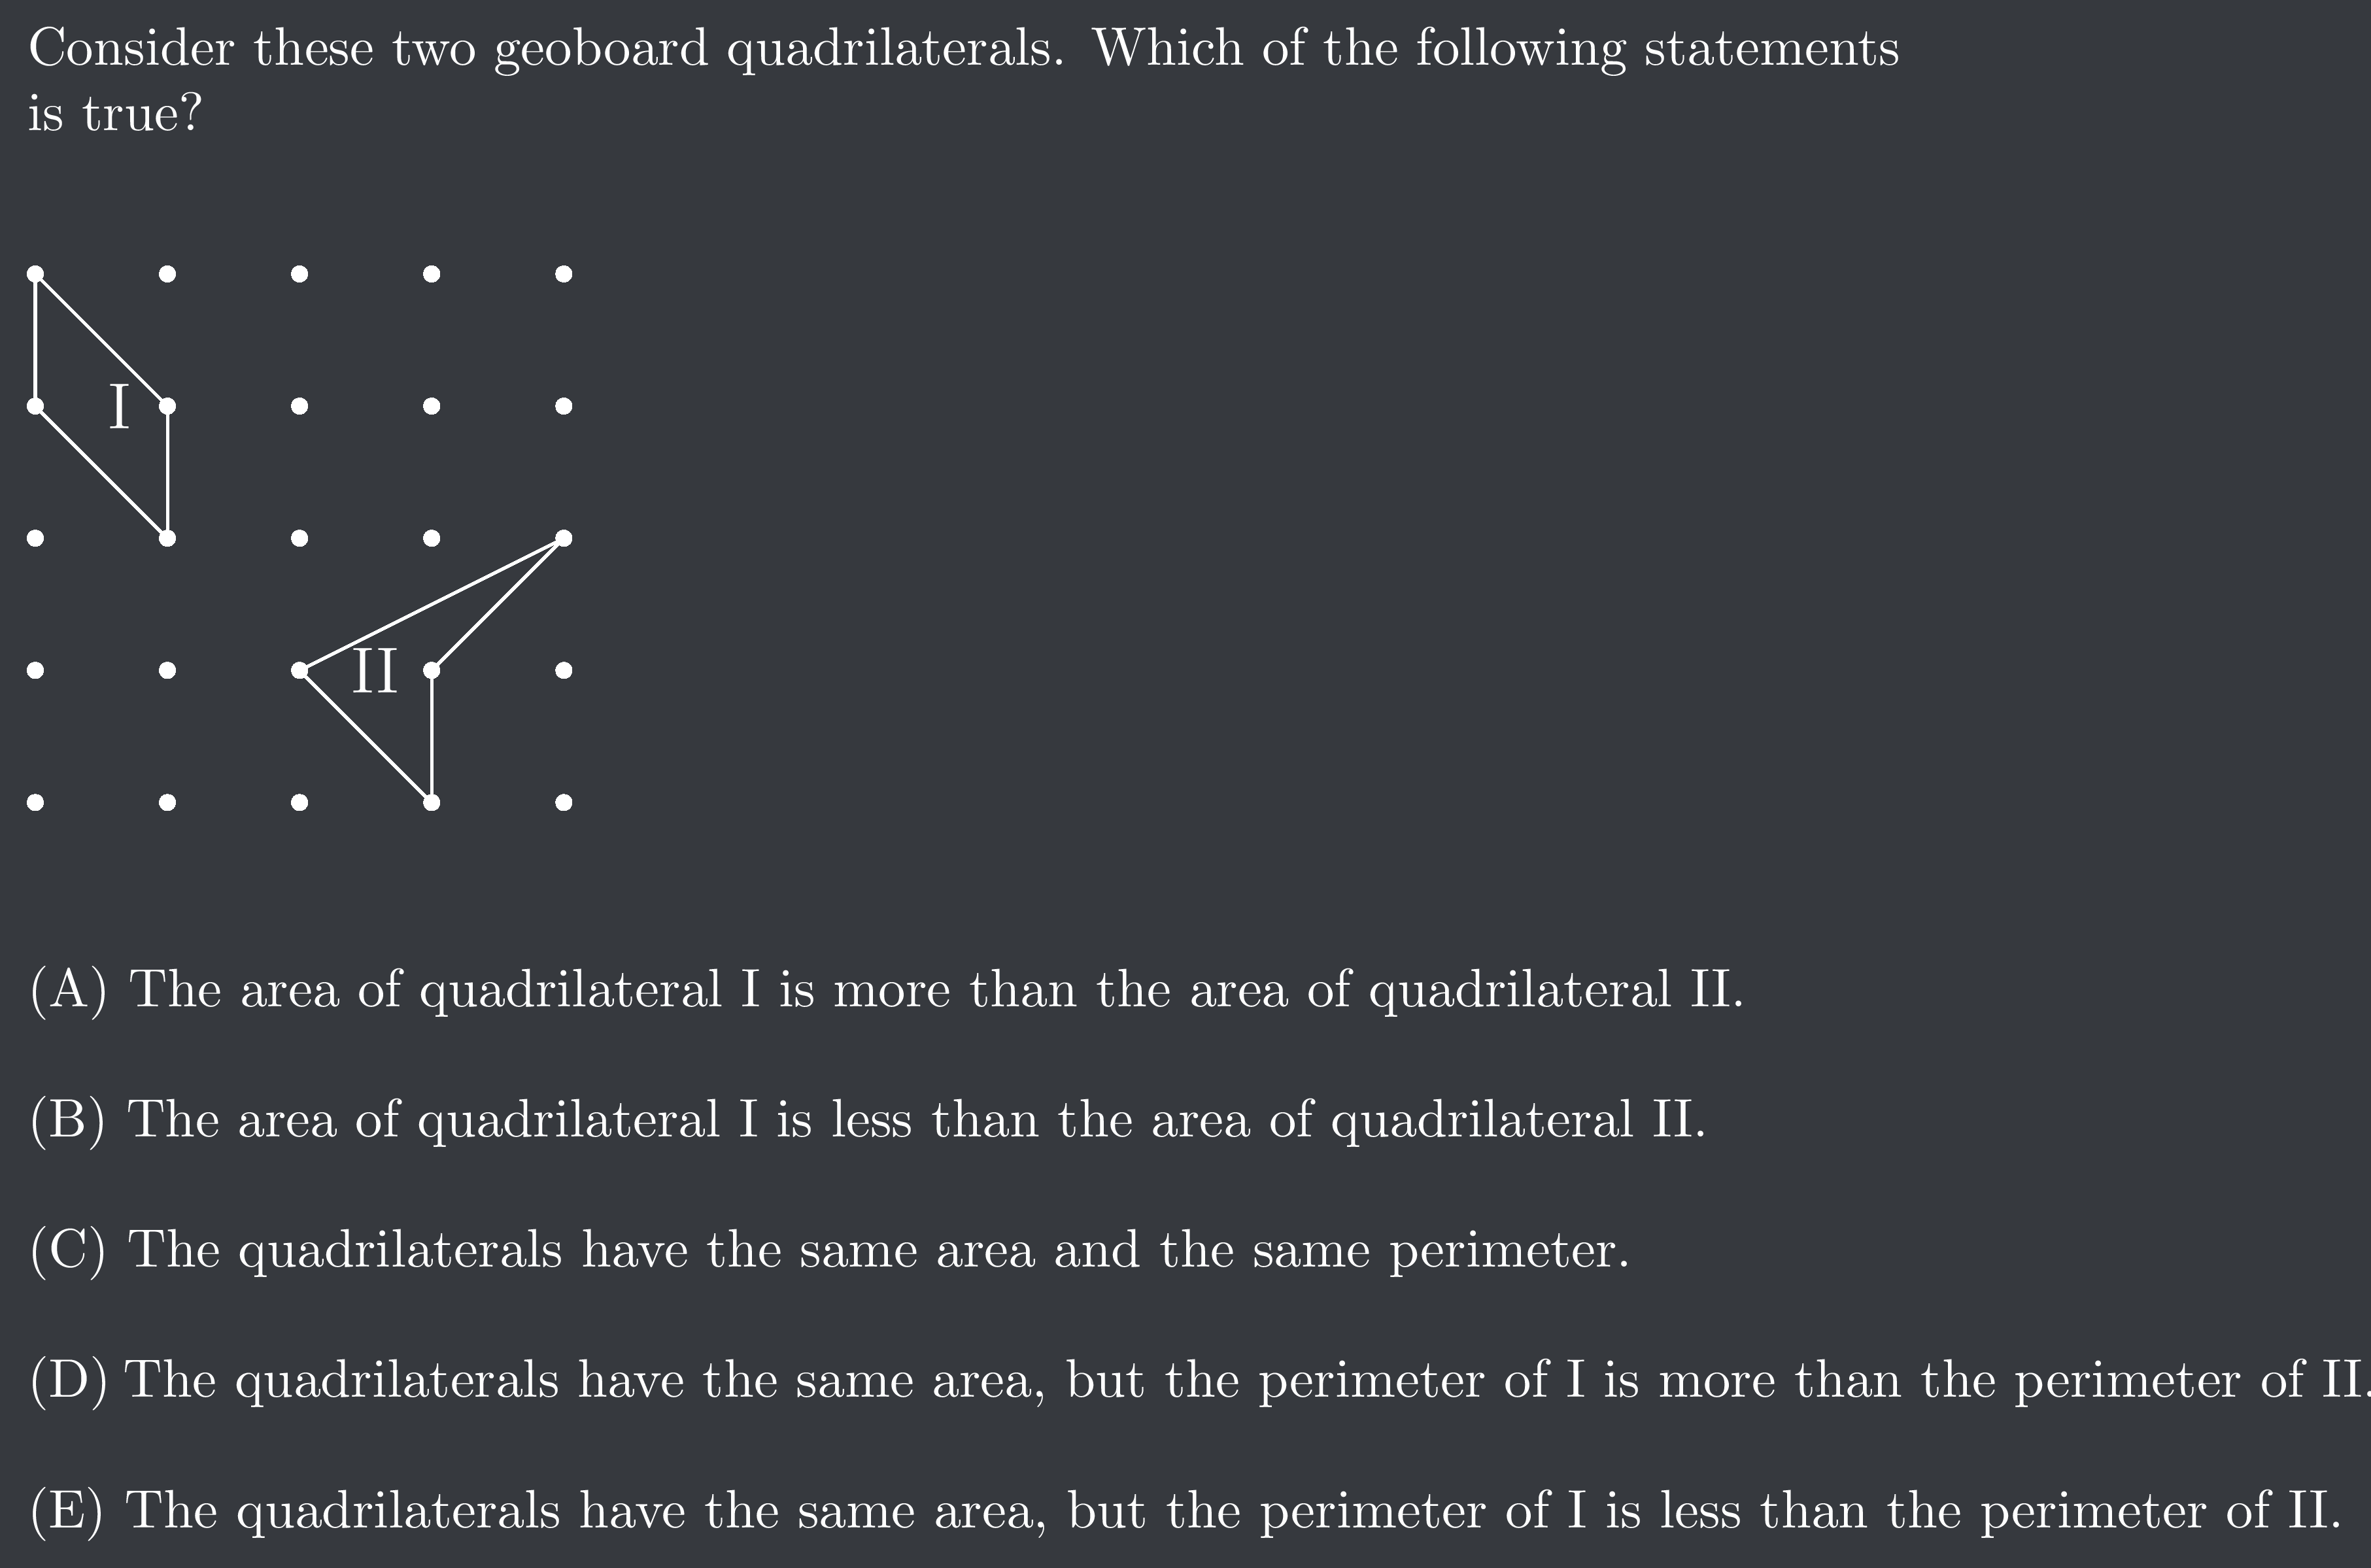 Consider these two geoboard quadrilaterals. Which of the following statements
is true?
I
II
(A) The area of quadrilateral I is more than the area of quadrilateral II.
(B) The area of quadrilateral I is less than the area of quadrilateral II.
(C) The quadrilaterals have the same area and the same perimeter.
(D) The quadrilaterals have the same area, but the perimeter of I is more than the perimeter of II.
(E) The quadrilaterals have the same area, but the perimeter of I is less than the perimeter of II.